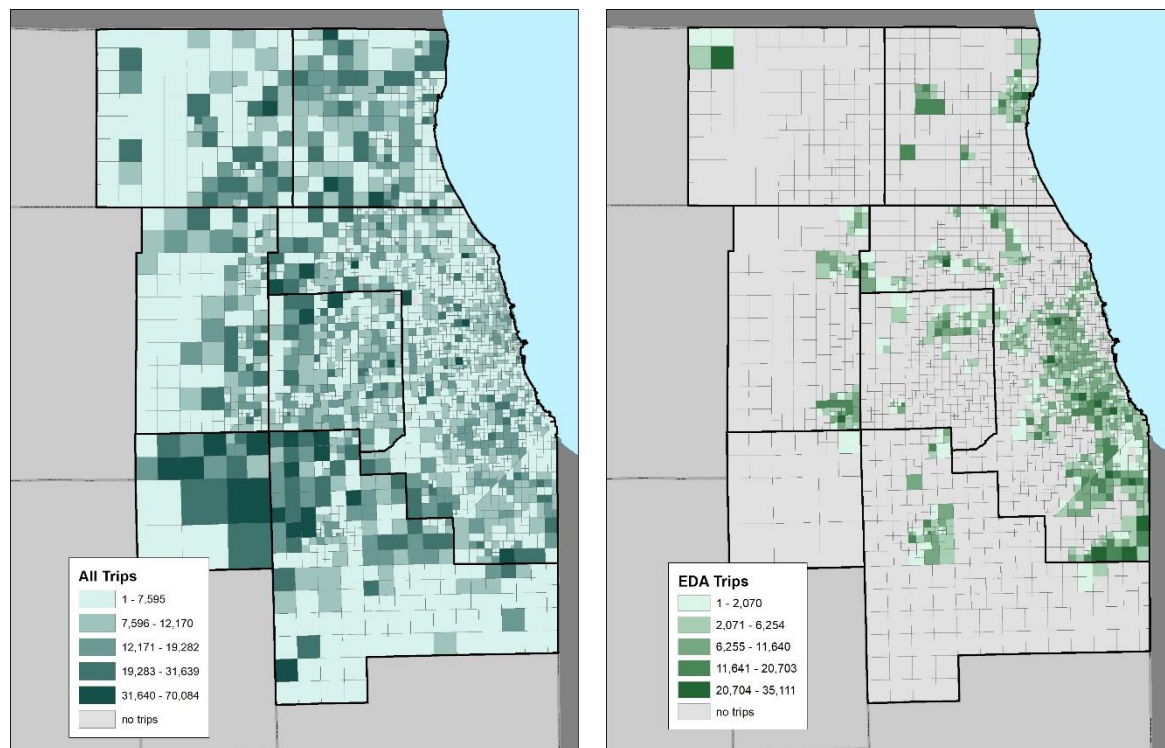 All Trips
1 - 7,595
7,596 - 12,170
12,171 - 19,282
19,283 - 31,639
31,640 - 70,084
no trips
EDA Trips
1 - 2,070
2,071 - 6,254
6,255 - 11,640
11,641 - 20,703
20,704 - 35,111
no trips